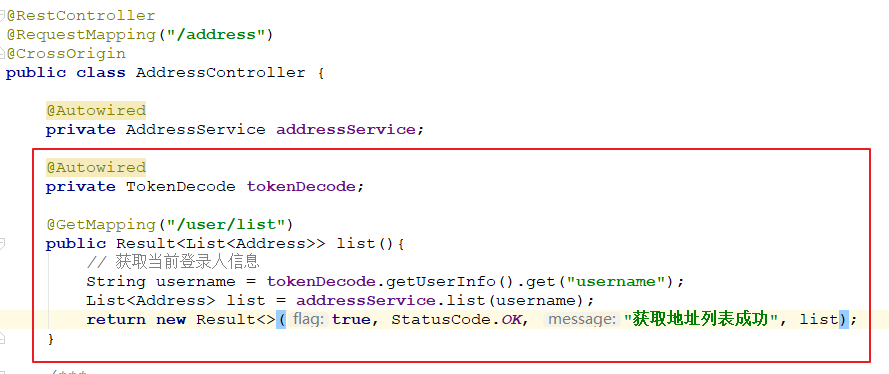 @RestController
@RequestMapping("/address")
@CrossOrigin
public class AddressController {
@Autowired
private AddressService addressService;
@Autowired
private TokenDecode tokenDecode;
@GetMapping("/user/list")
public Result<List<Address>> list(){
// 获取当前登录人信息
String username = tokenDecode.getUserInfo().get("username");
List<Address> list = addressService.list(username);
return new Result<>( flag: true, StatusCode.OK, message: "获取地址列表成功", list);
}
/***